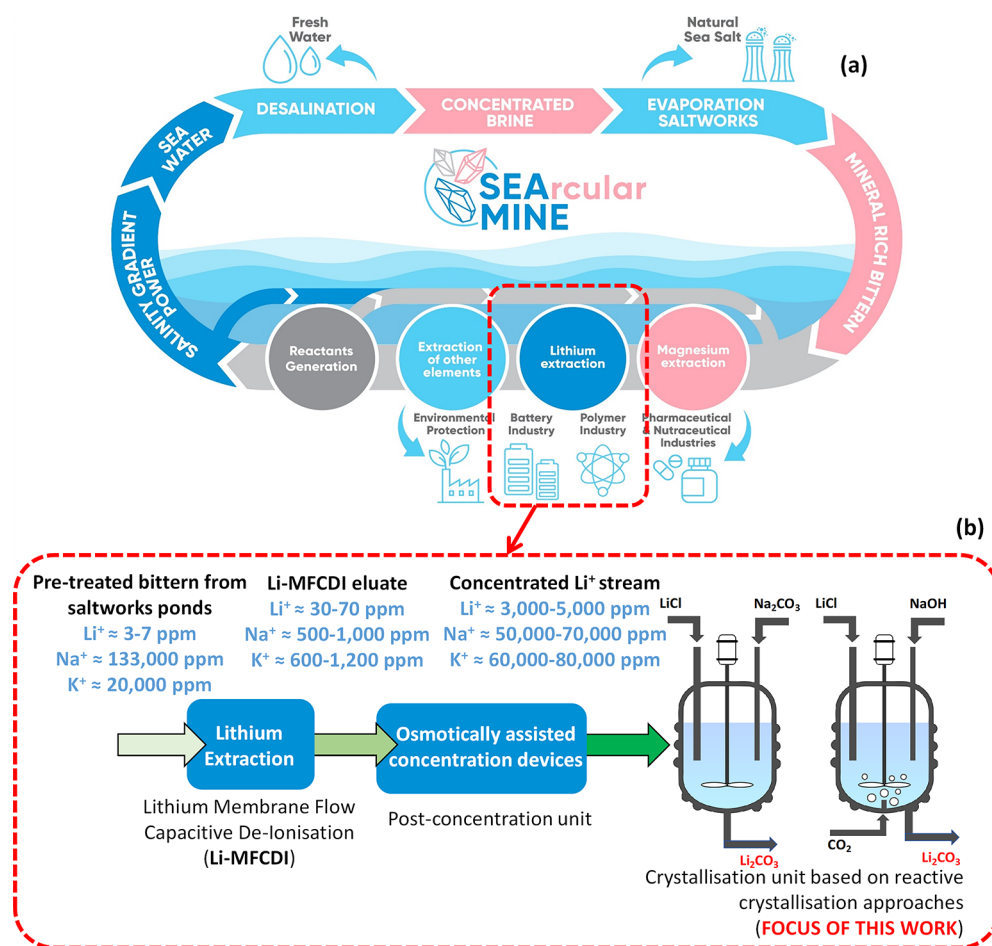 Fresh
Water
Natural
Sea Salt
(a)
DESALINATION
CONCENTRATED
BRINE
EVAPORATION
SALTWORKS
SEA
WATER
MINERAL RICH BITTERN
SEArcular
MINE
SALINITY GRADIENT
POWER
Reactants
Generation
Extraction
of other
elements
Lithium
extraction
Magnesium
extraction
Environmental
Protection
Battery
Industry
Polymer
Industry
Pharmaceutical
& Nutraceutical
Industries
(b)
Pre-treated bittern from
saltworks ponds
Li⁺ ≈ 3-7 ppm
Na⁺ ≈ 133,000 ppm
K⁺ ≈ 20,000 ppm
Li-MFCDI eluate
Li⁺ ≈ 30-70 ppm
Na⁺ ≈ 500-1,000 ppm
K⁺ ≈ 600-1,200 ppm
Concentrated Li⁺ stream
Li⁺ ≈ 3,000-5,000 ppm
Na⁺ ≈ 50,000-70,000 ppm
K⁺ ≈ 60,000-80,000 ppm
LiCl
Na₂CO₃
LiCl
NaOH
Lithium
Extraction
Osmotically assisted
concentration devices
Lithium Membrane Flow
Capacitive De-Ionisation
(Li-MFCDI)
Post-concentration unit
Li₂CO₃
CO₂
Li₂CO₃
Crystallisation unit based on reactive
crystallisation approaches
(FOCUS OF THIS WORK)